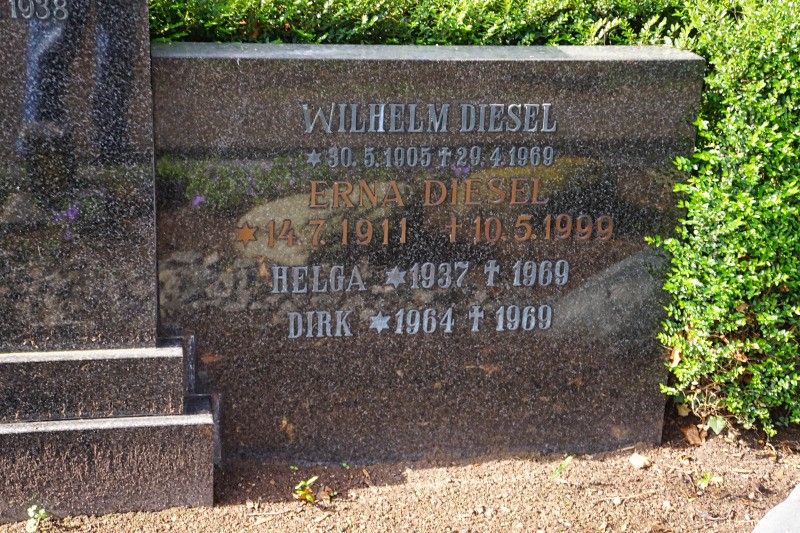 1938
WILHELM DIESEL
✶ 30. 5. 1905 ✝ 29. 4. 1969
ERNA DIESEL
✶ 14. 7. 1911 ✝ 10. 5. 1999
HELGA ✶ 1937 ✝ 1969
DIRK ✶ 1964 ✝ 1969